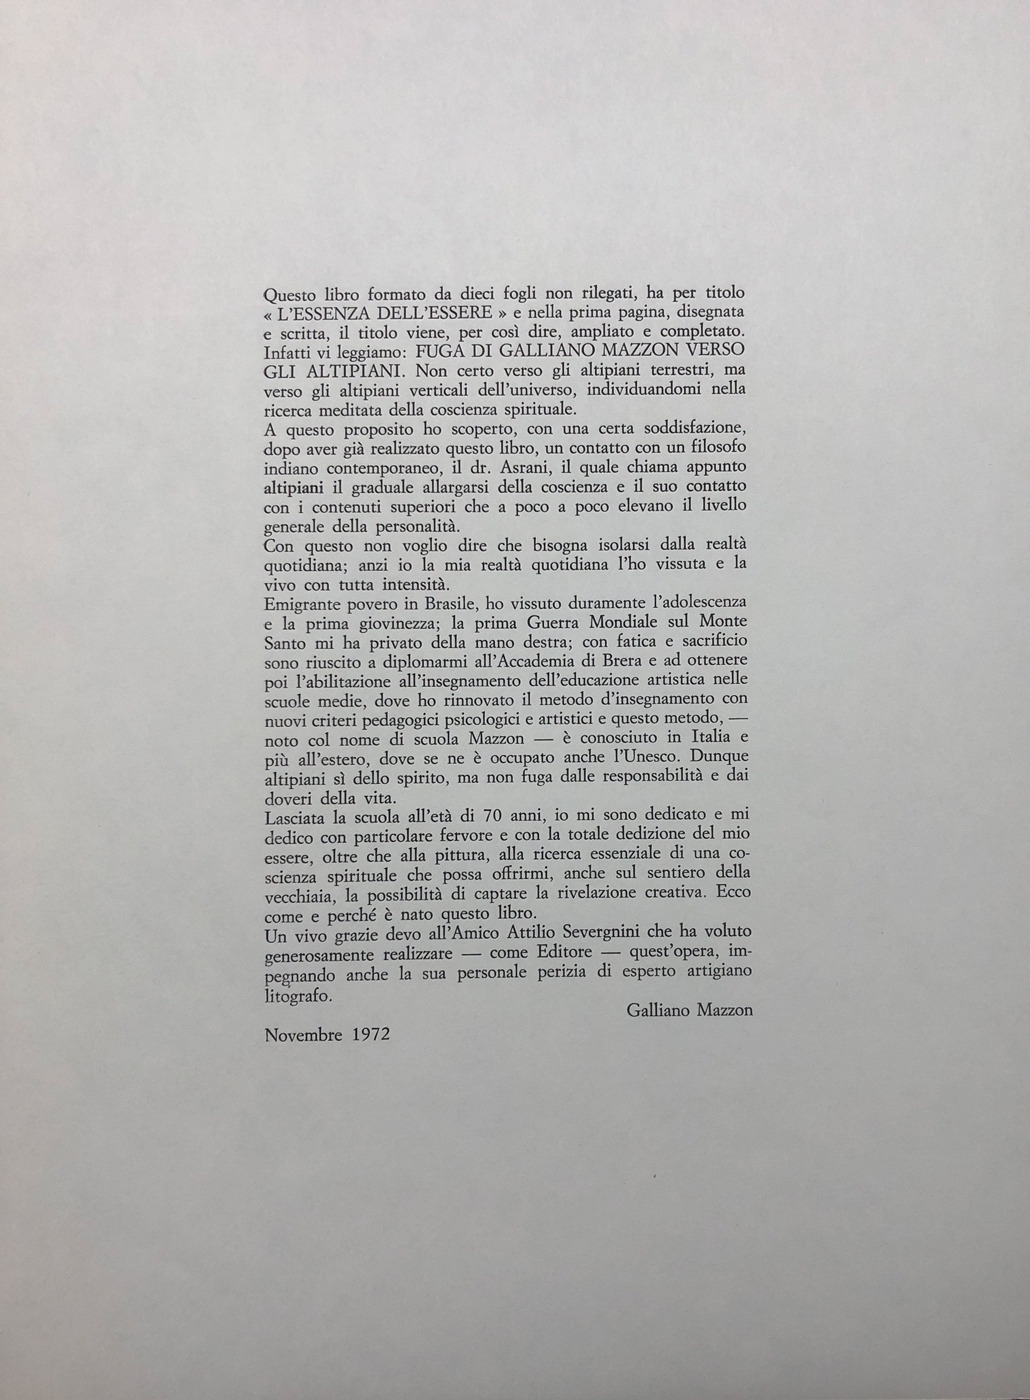 Questo libro formato da dieci fogli non rilegati, ha per titolo
« L'ESSENZA DELL'ESSERE » e nella prima pagina, disegnata
e scritta, il titolo viene, per così dire, ampliato e completato.
Infatti vi leggiamo: FUGA DI GALLIANO MAZZON VERSO
GLI ALTIPIANI. Non certo verso gli altipiani terrestri, ma
verso gli altipiani verticali dell'universo, individuandomi nella
ricerca meditata della coscienza spirituale.
A questo proposito ho scoperto, con una certa soddisfazione,
dopo aver già realizzato questo libro, un contatto con un filosofo
indiano contemporaneo, il dr. Asrani, il quale chiama appunto
altipiani il graduale allargarsi della coscienza e il suo contatto
con i contenuti superiori che a poco a poco elevano il livello
generale della personalità.
Con questo non voglio dire che bisogna isolarsi dalla realtà
quotidiana; anzi io la mia realtà quotidiana l'ho vissuta e la
vivo con tutta intensità.
Emigrante povero in Brasile, ho vissuto duramente l'adolescenza
e la prima giovinezza; la prima Guerra Mondiale sul Monte
Santo mi ha privato della mano destra; con fatica e sacrificio
sono riuscito a diplomarmi all'Accademia di Brera e ad ottenere
poi l'abilitazione all'insegnamento dell'educazione artistica nelle
scuole medie, dove ho rinnovato il metodo d'insegnamento con
nuovi criteri pedagogici psicologici e artistici e questo metodo, —
noto col nome di scuola Mazzon — è conosciuto in Italia e
più all'estero, dove se ne è occupato anche l'Unesco. Dunque
altipiani sì dello spirito, ma non fuga dalle responsabilità e dai
doveri della vita.
Lasciata la scuola all'età di 70 anni, io mi sono dedicato e mi
dedico con particolare fervore e con la totale dedizione del mio
essere, oltre che alla pittura, alla ricerca essenziale di una co-
scienza spirituale che possa offrirmi, anche sul sentiero della
vecchiaia, la possibilità di captare la rivelazione creativa. Ecco
come e perché è nato questo libro.
Un vivo grazie devo all'Amico Attilio Severgnini che ha voluto
generosamente realizzare — come Editore — quest'opera, im-
pegnando anche la sua personale perizia di esperto artigiano
litografo.
Galliano Mazzon
Novembre 1972